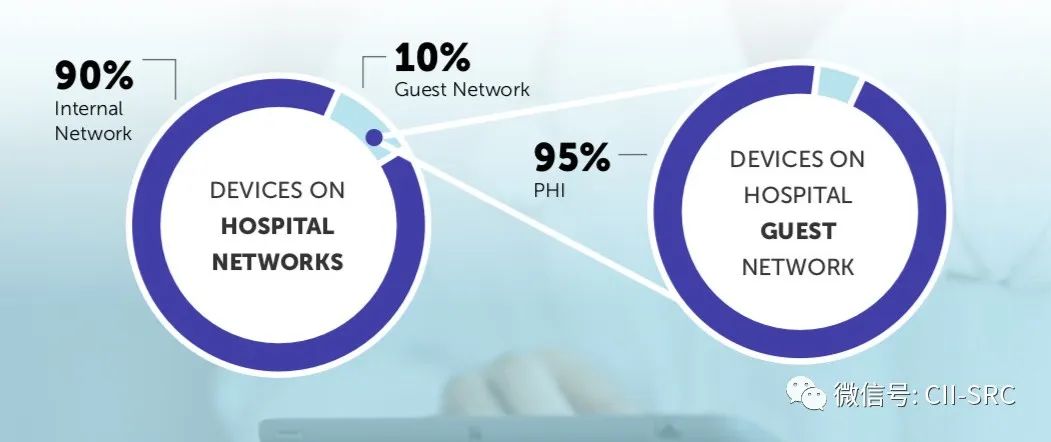 90%
Internal
Network
10%
Guest Network
DEVICES ON
HOSPITAL
NETWORKS
95%
PHI
DEVICES ON
HOSPITAL
GUEST
NETWORK
微信号: CII-SRC